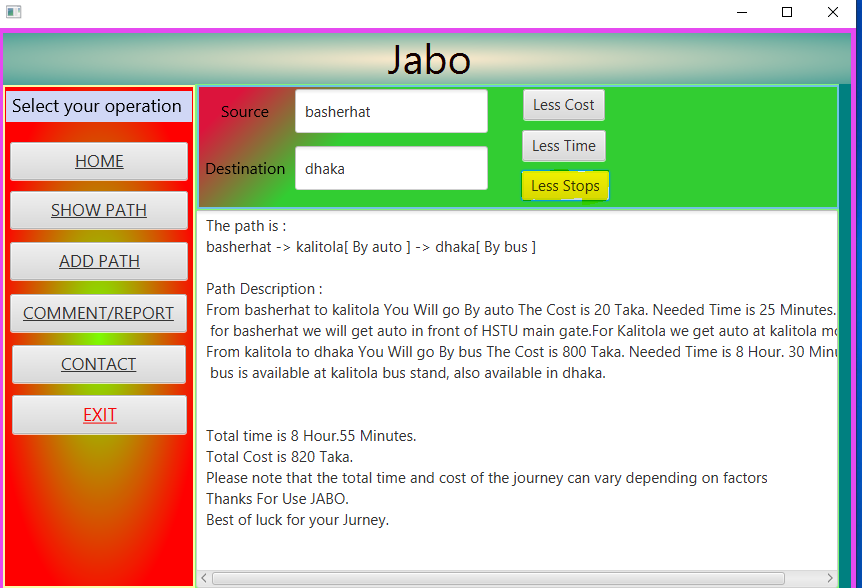 Jabo
Select your operation
HOME
SHOW PATH
ADD PATH
COMMENT/REPORT
CONTACT
EXIT
Source
basherhat
Destination
dhaka
Less Cost
Less Time
Less Stops
The path is :
basherhat -> kalitola[ By auto ] -> dhaka[ By bus ]
Path Description :
From basherhat to kalitola You Will go By auto The Cost is 20 Taka. Needed Time is 25 Minutes.
for basherhat we will get auto in front of HSTU main gate.For Kalitola we get auto at kalitola
From kalitola to dhaka You Will go By bus The Cost is 800 Taka. Needed Time is 8 Hour. 30
bus is available at kalitola bus stand, also available in dhaka.
Total time is 8 Hour.55 Minutes.
Total Cost is 820 Taka.
Please note that the total time and cost of the journey can vary depending on factors
Thanks For Use JABO.
Best of luck for your Jurney.